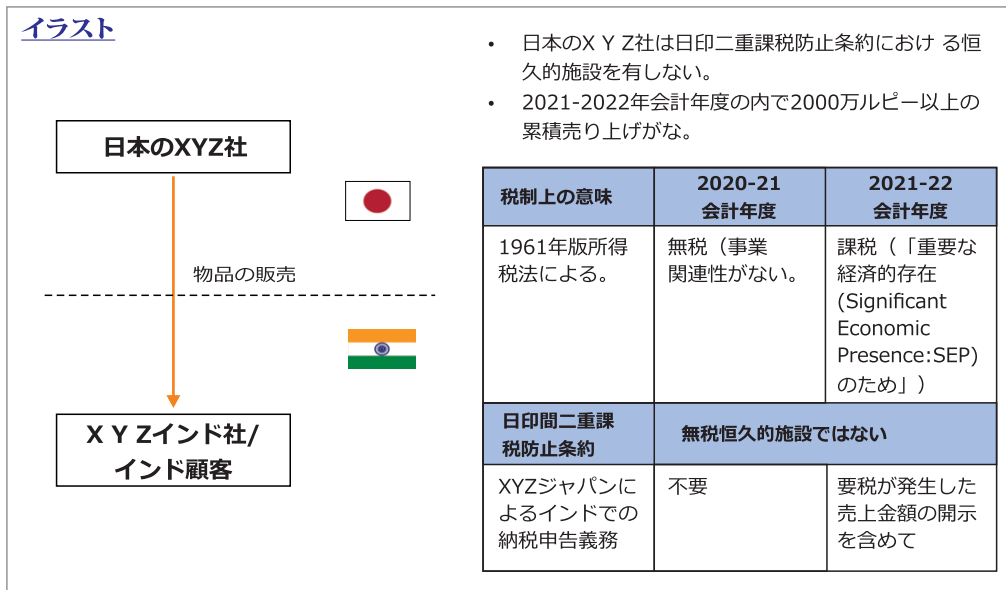 イラスト
日本のXYZ社
物品の販売
X Y Zインド社/
インド顧客
• 日本のX Y Z社は日印二重課税防止条約におけ る恒
久的施設を有しない。
• 2021-2022年会計年度の内で2000万ルピー以上の
累積売り上げがな。
税制上の意味
2020-21
会計年度
2021-22
会計年度
1961年版所得
税法による。
無税（事業
関連性がない。
課税（「重要な
経済的存在
(Significant
Economic
Presence:SEP)
のため」）
日印間二重課
税防止条約
無税恒久的施設ではない
XYZジャパンに
よるインドでの
納税申告義務
不要
要税が発生した
売上金額の開示
を含めて